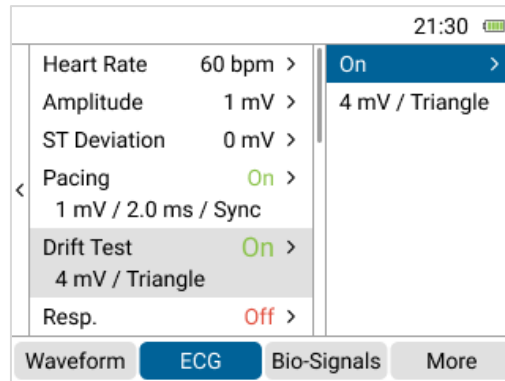 21:30
Heart Rate 60 bpm >
Amplitude 1 mV >
ST Deviation 0 mV >
Pacing On >
1 mV / 2.0 ms / Sync
Drift Test On >
4 mV / Triangle
Resp. Off >
<
On >
4 mV / Triangle
Waveform ECG Bio-Signals More